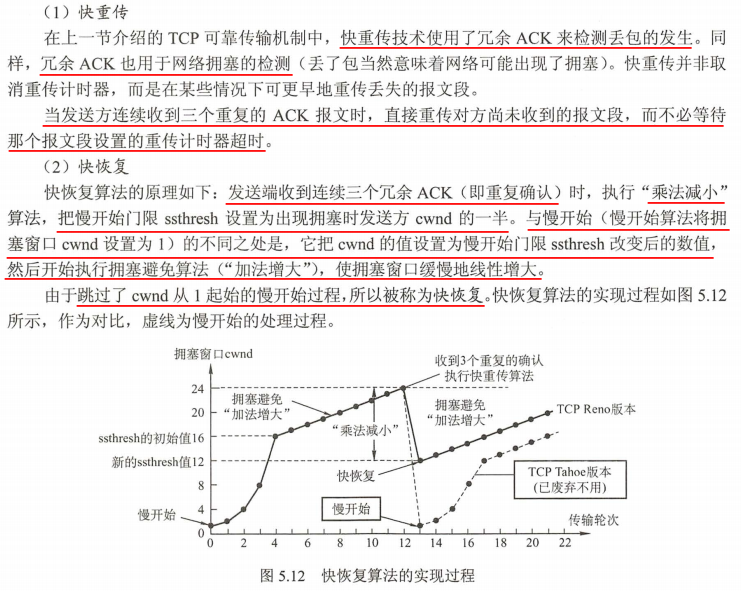 （1）快重传
在上一节介绍的 TCP 可靠传输机制中，快重传技术使用了冗余 ACK 来检测丢包的发生。同
样，冗余 ACK 也用于网络拥塞的检测（丢了包当然意味着网络可能出现了拥塞）。快重传并非取
消重传计时器，而是在某些情况下可更早地重传丢失的报文段。
当发送方连续收到三个重复的 ACK 报文时，直接重传对方尚未收到的报文段，而不必等待
那个报文段设置的重传计时器超时。
（2）快恢复
快恢复算法的原理如下：发送端收到连续三个冗余 ACK（即重复确认）时，执行“乘法减小”
算法，把慢开始门限 ssthresh 设置为出现拥塞时发送方 cwnd 的一半。与慢开始（慢开始算法将拥
塞窗口 cwnd 设置为 1）的不同之处是，它把 cwnd 的值设置为慢开始门限 ssthresh 改变后的数值，
然后开始执行拥塞避免算法（“加法增大”），使拥塞窗口缓慢地线性增大。
由于跳过了 cwnd 从 1 起始的慢开始过程，所以被称为快恢复。快恢复算法的实现过程如图 5.12
所示，作为对比，虚线为慢开始的处理过程。
拥塞窗口cwnd
收到3个重复的确认
执行快重传算法
24
拥塞避免
“加法增大”
拥塞避免
“加法增大”
20
TCP Reno版本
“乘法减小”
ssthresh的初始值16
新的ssthresh值12
快恢复
TCP Tahoe版本
(已废弃不用)
8
4
慢开始
慢开始
传输轮次
0
0 2 4 6 8 10 12 14 16 18 20 22
图 5.12 快恢复算法的实现过程